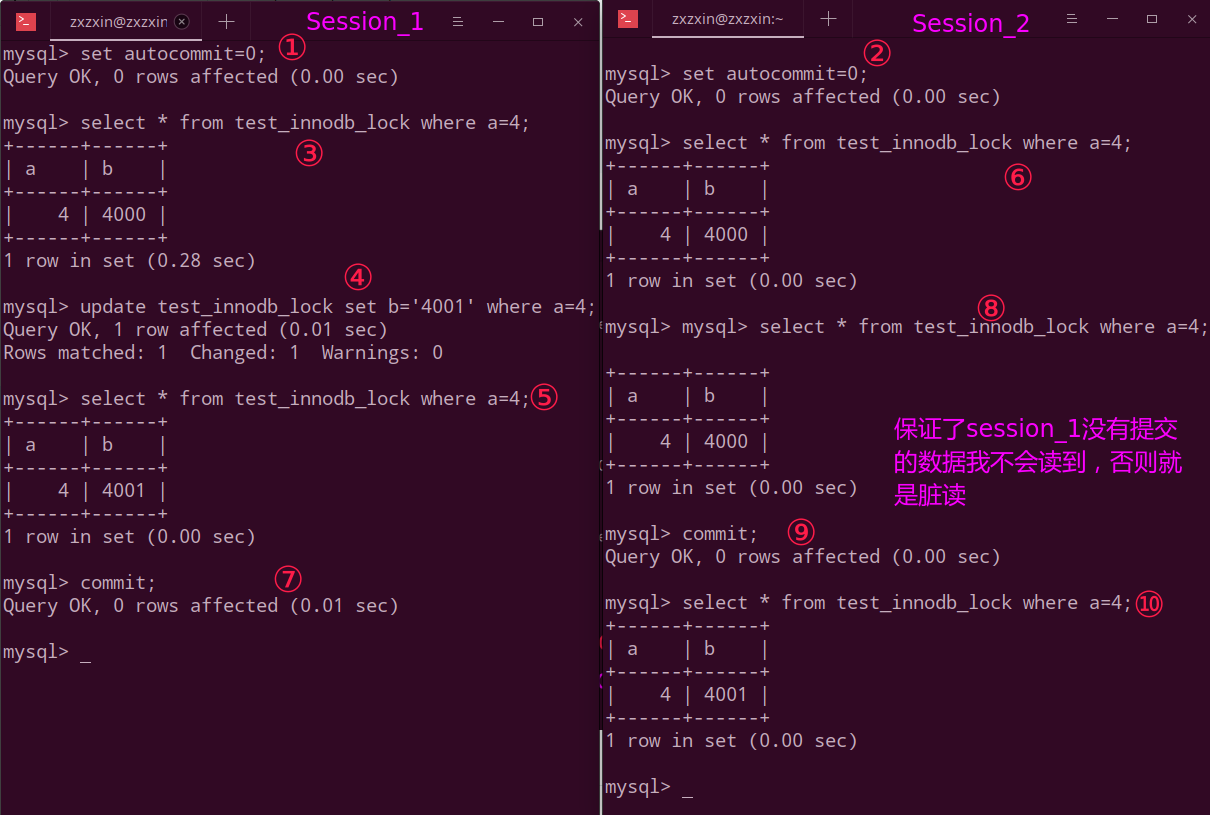 zxzxin@zxzxin
Session_1
mysql> set autocommit=0; ①
Query OK, 0 rows affected (0.00 sec)
mysql> select * from test_innodb_lock where a=4;
③
+------+------+
| a    | b    |
+------+------+
|    4 | 4000 |
+------+------+
1 row in set (0.28 sec)
④
mysql> update test_innodb_lock set b='4001' where a=4;
Query OK, 1 row affected (0.01 sec)
Rows matched: 1  Changed: 1  Warnings: 0
mysql> select * from test_innodb_lock where a=4; ⑤
+------+------+
| a    | b    |
+------+------+
|    4 | 4001 |
+------+------+
1 row in set (0.00 sec)
mysql> commit; ⑦
Query OK, 0 rows affected (0.01 sec)
mysql> _
zxzxin@zxzxin:~
Session_2
②
mysql> set autocommit=0;
Query OK, 0 rows affected (0.00 sec)
mysql> select * from test_innodb_lock where a=4;
⑥
+------+------+
| a    | b    |
+------+------+
|    4 | 4000 |
+------+------+
1 row in set (0.00 sec)
⑧
mysql> mysql> select * from test_innodb_lock where a=4;
+------+------+
| a    | b    |
+------+------+
|    4 | 4000 |
+------+------+
1 row in set (0.00 sec)
保证了session_1没有提交
的数据我不会读到，否则就
是脏读
mysql> commit; ⑨
Query OK, 0 rows affected (0.00 sec)
mysql> select * from test_innodb_lock where a=4; ⑩
+------+------+
| a    | b    |
+------+------+
|    4 | 4001 |
+------+------+
1 row in set (0.00 sec)
mysql> _